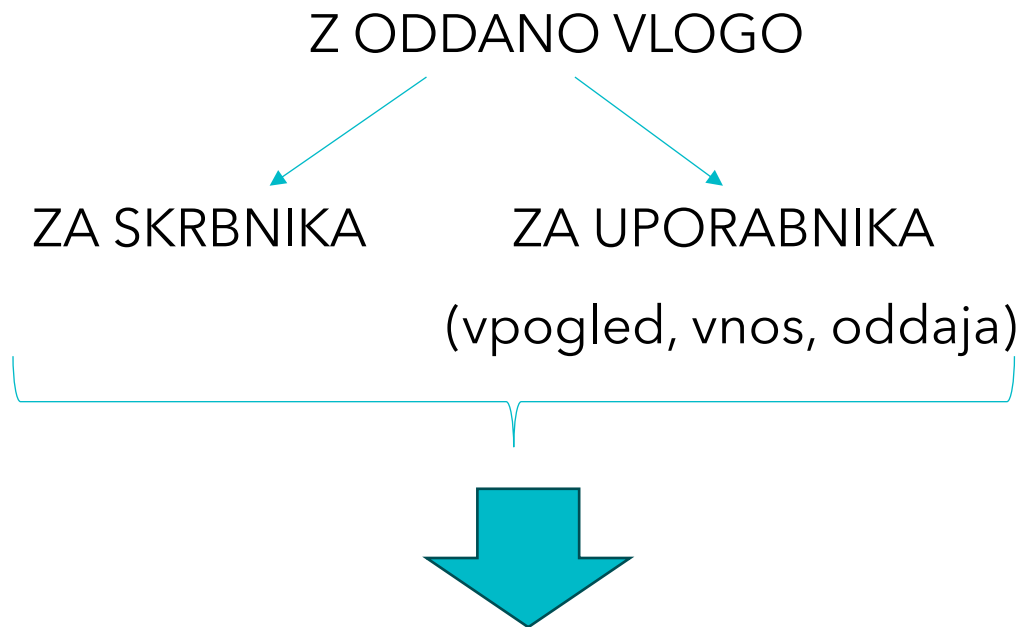 Z ODDANO VLOGO
ZA SKRBNIKA ZA UPORABNIKA
(vpogled, vnos, oddaja)